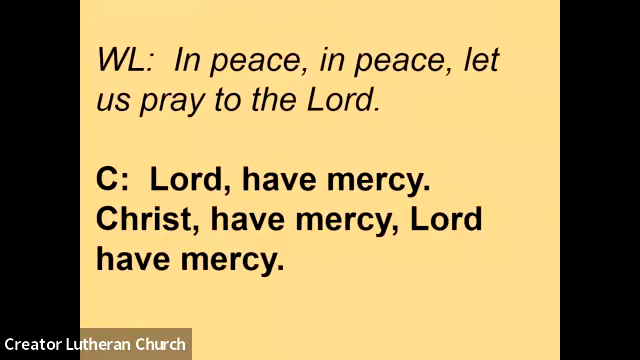 WL:  In peace, in peace, let
us pray to the Lord.
C:  Lord, have mercy.
Christ, have mercy, Lord
have mercy.
Creator Lutheran Church